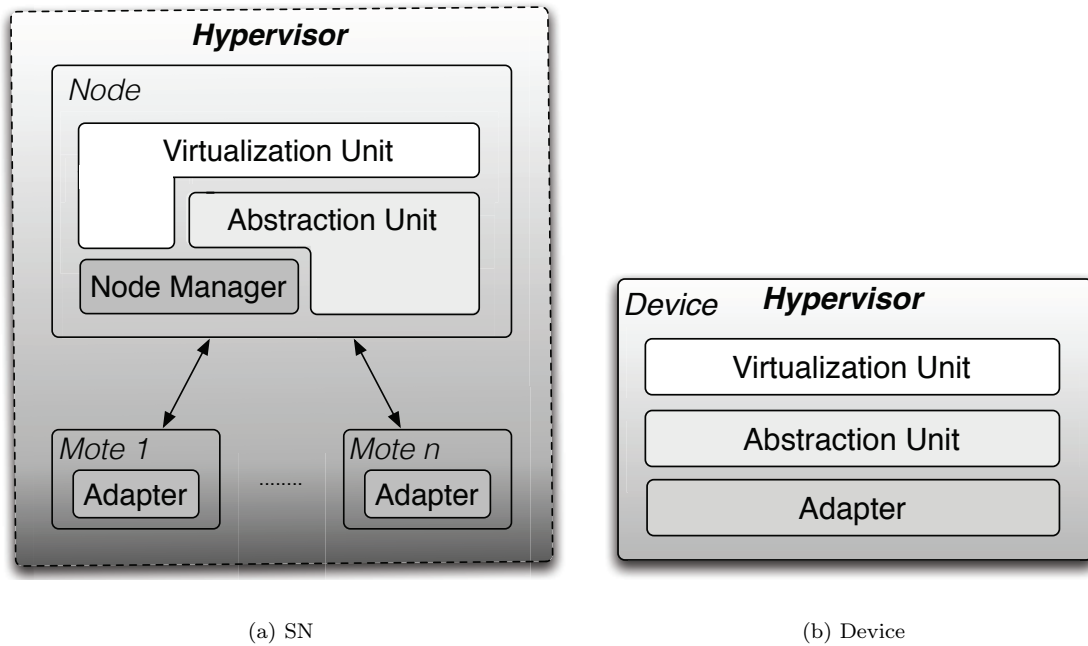 Hypervisor
Node
Virtualization Unit
Abstraction Unit
Node Manager
Mote 1
Adapter
........
Mote n
Adapter
(a) SN
Device
Hypervisor
Virtualization Unit
Abstraction Unit
Adapter
(b) Device